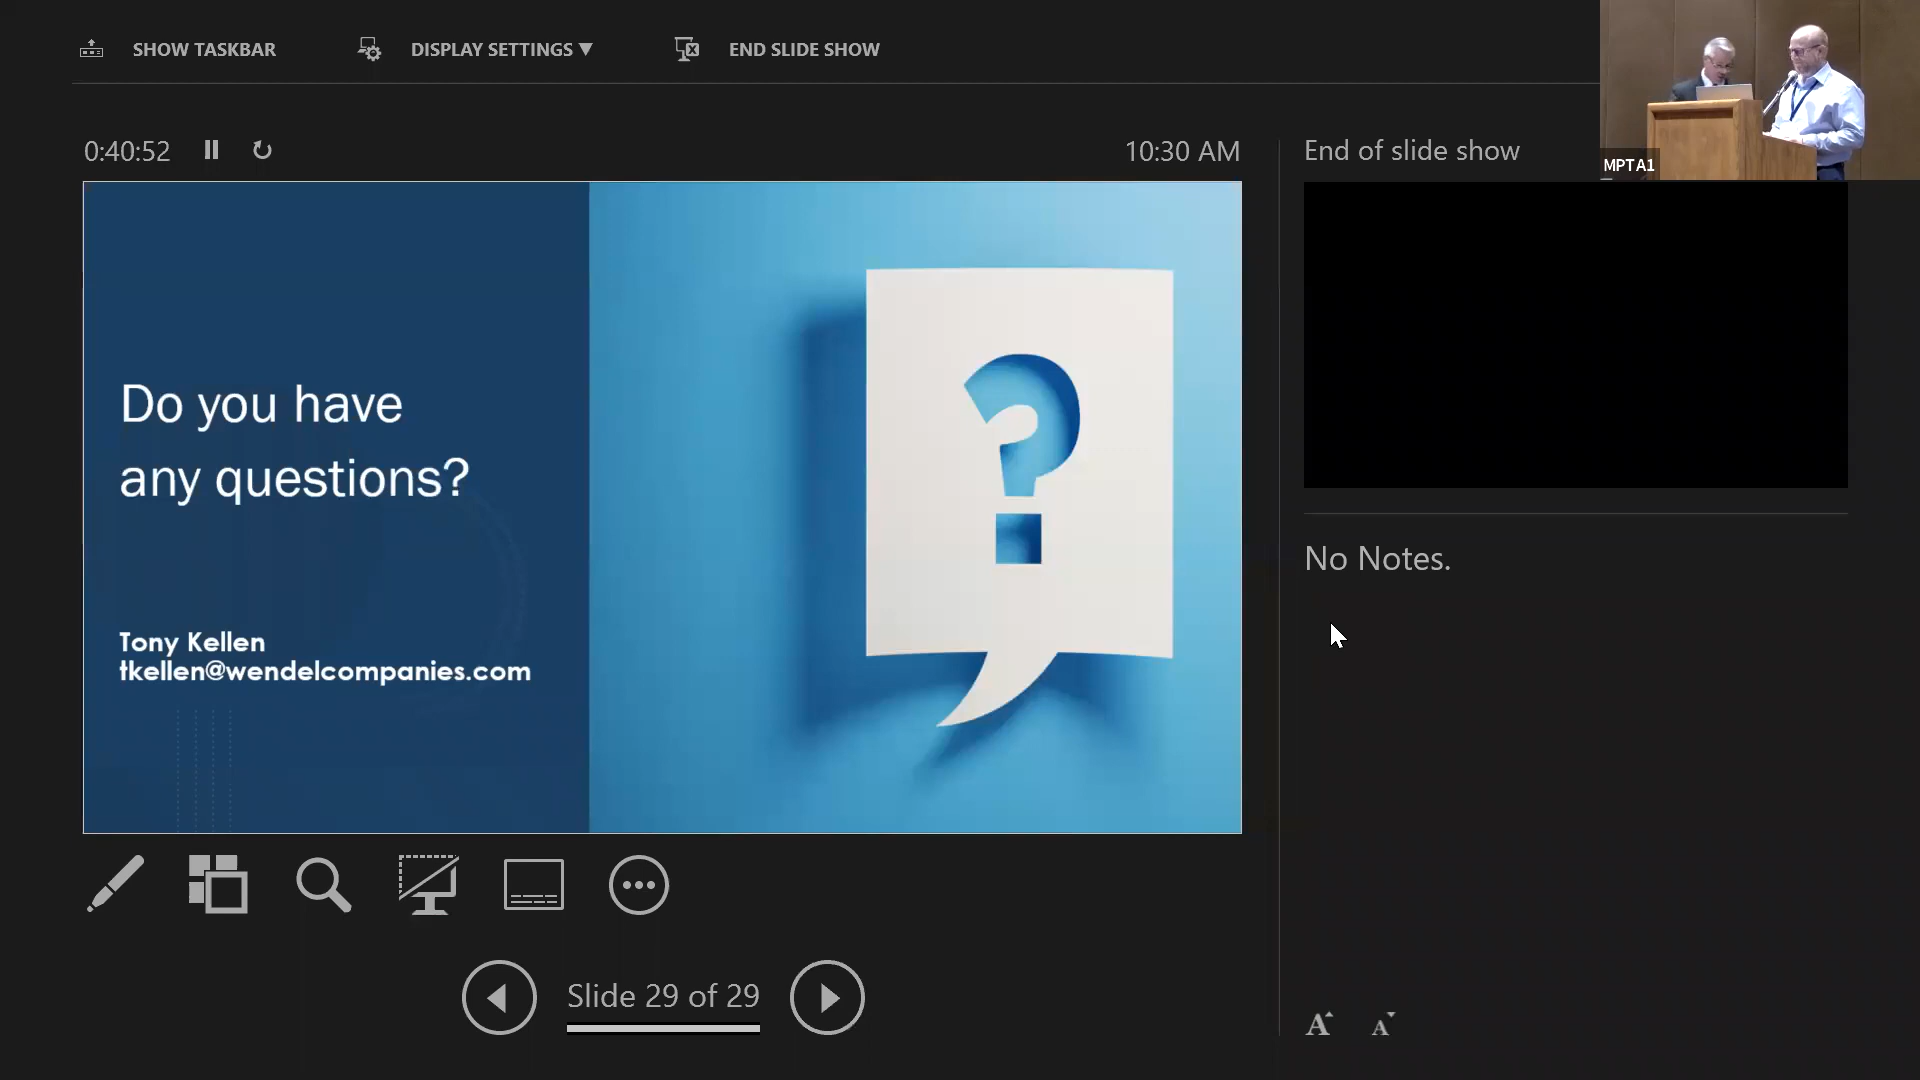 SHOW TASKBAR
DISPLAY SETTINGS ▼
END SLIDE SHOW
MPTA1
0:40:52
10:30 AM
End of slide show
Do you have
any questions?
Tony Kellen
tkellen@wendelcompanies.com
No Notes.
Slide 29 of 29
A A